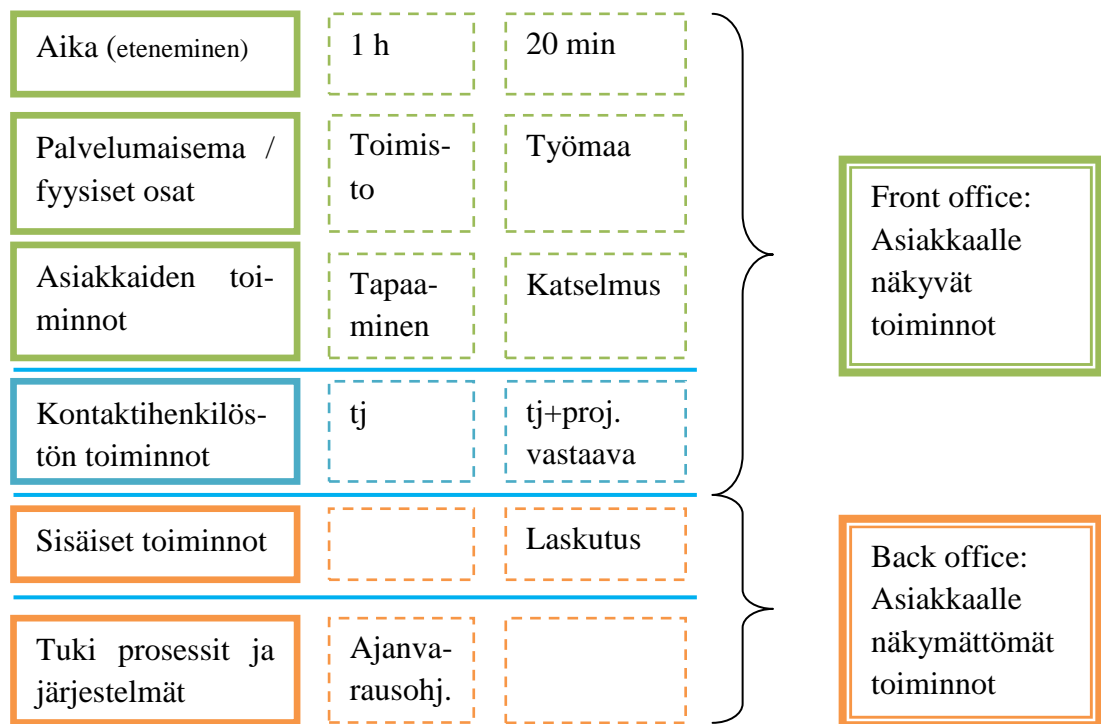 Aika (eteneminen)
1 h
20 min
Palvelumaisema /
fyysiset osat
Toimis-
to
Työmaa
Asiakkaiden toi-
minnot
Tapaa-
minen
Katselmus
Kontaktihenkilös-
tön toiminnot
tj
tj+proj.
vastaava
Sisäiset toiminnot
Laskutus
Tuki prosessit ja
järjestelmät
Ajanva-
rausohj.
Front office:
Asiakkaalle
näkyvät
toiminnot
Back office:
Asiakkaalle
näkymättömät
toiminnot